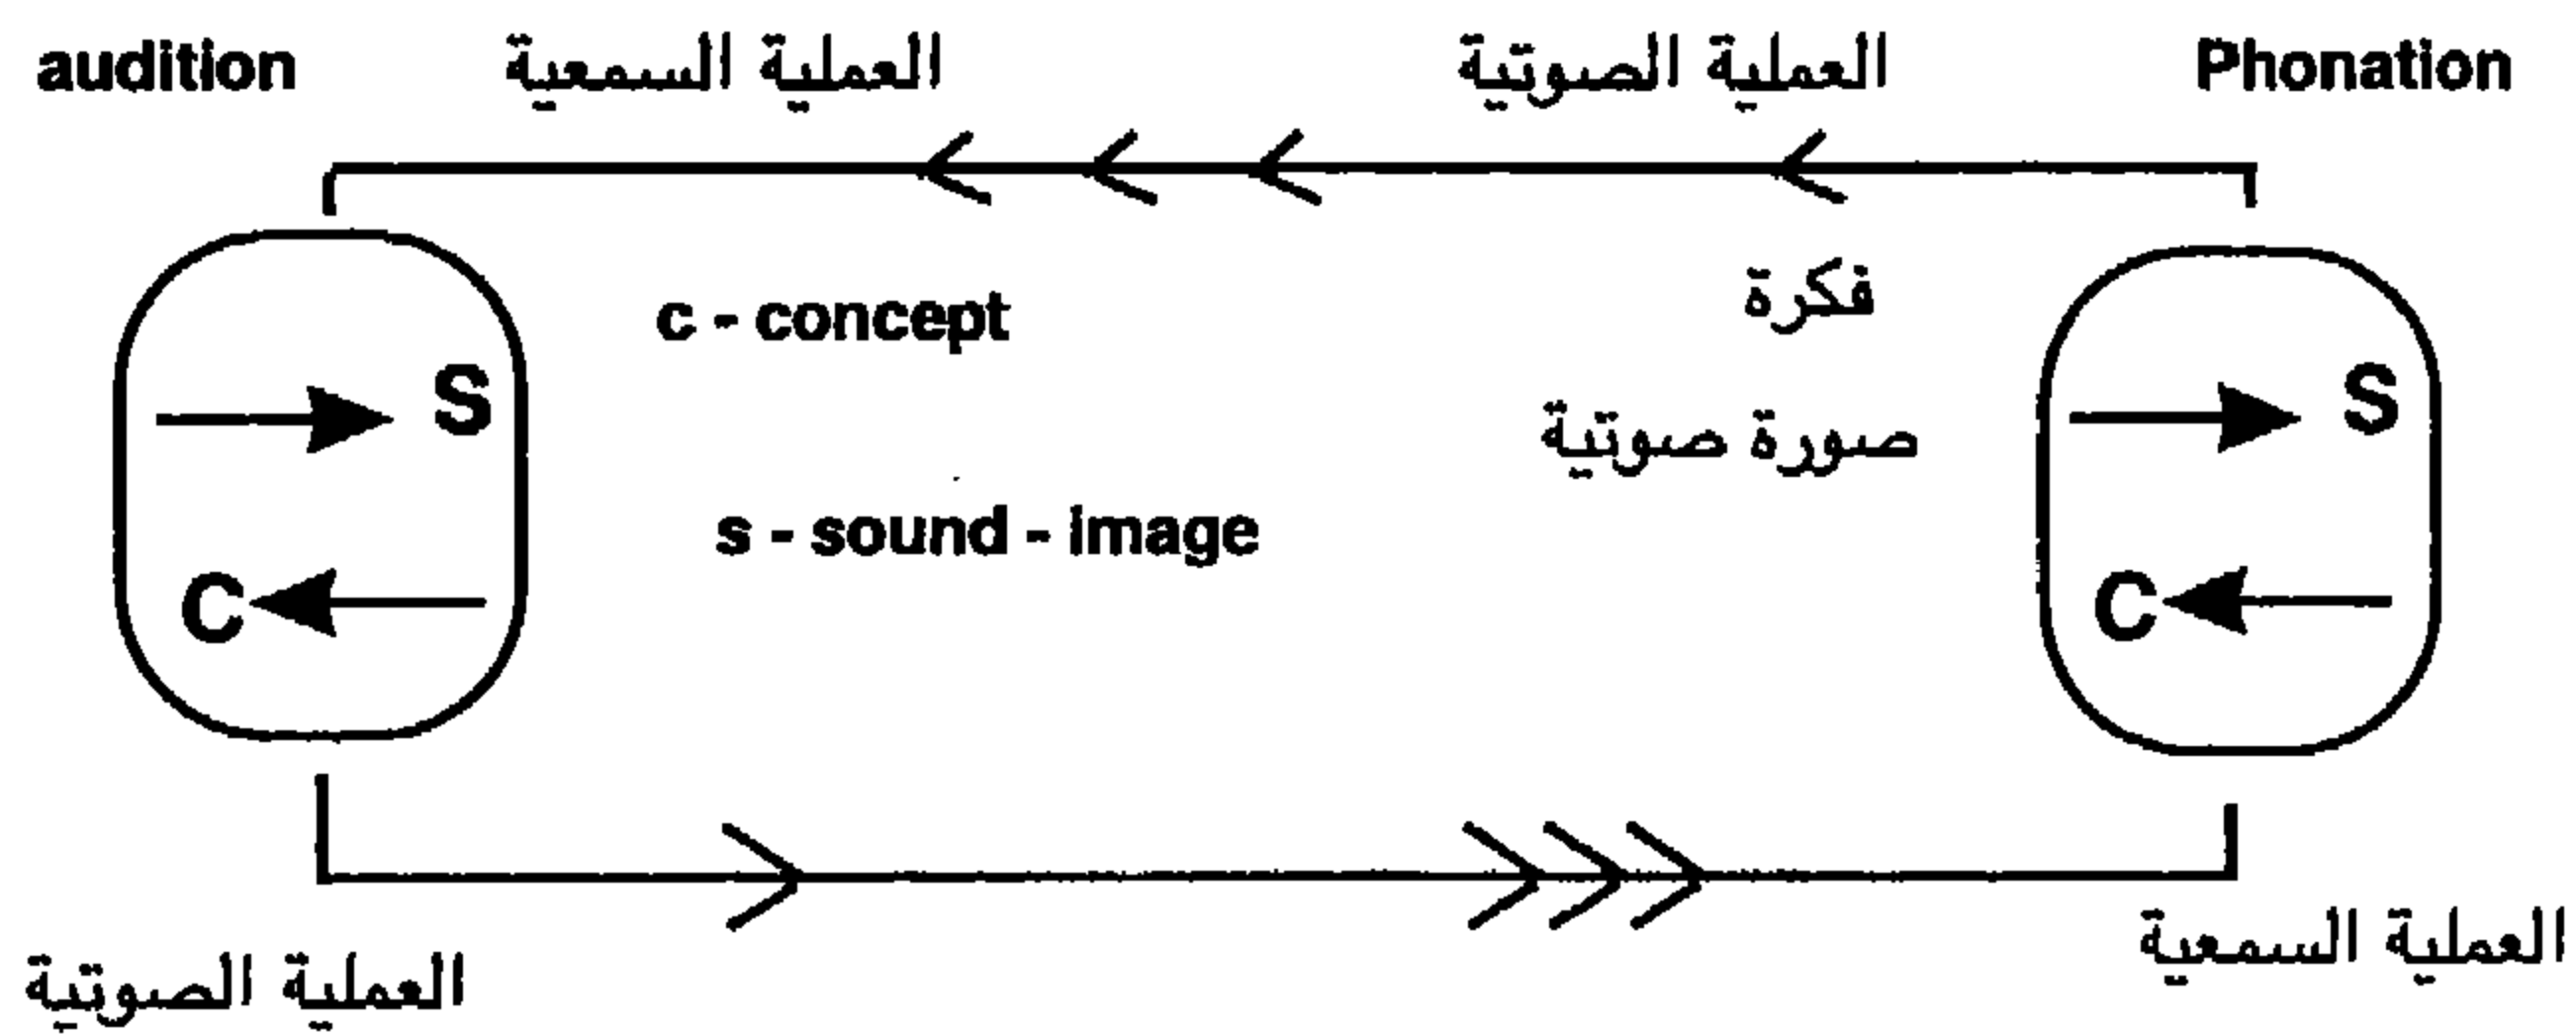 audition العملية السمعية العملية الصوتية Phonation
c - concept فكرة
S S
صورة صوتية
s - sound - image
C C
العملية الصوتية العملية السمعية